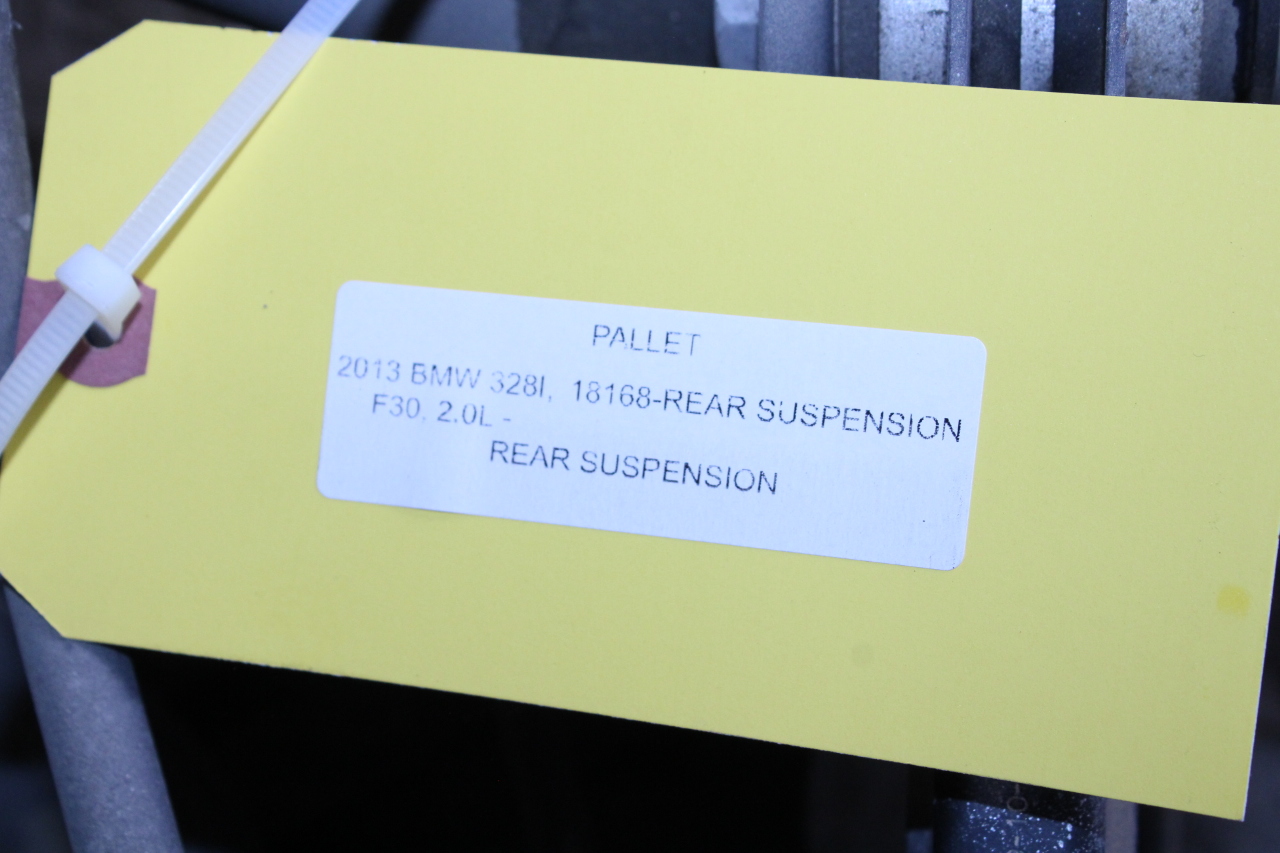 PALLET
2013 BMW 328I, 18168-REAR SUSPENSION
F30, 2.0L -
REAR SUSPENSION